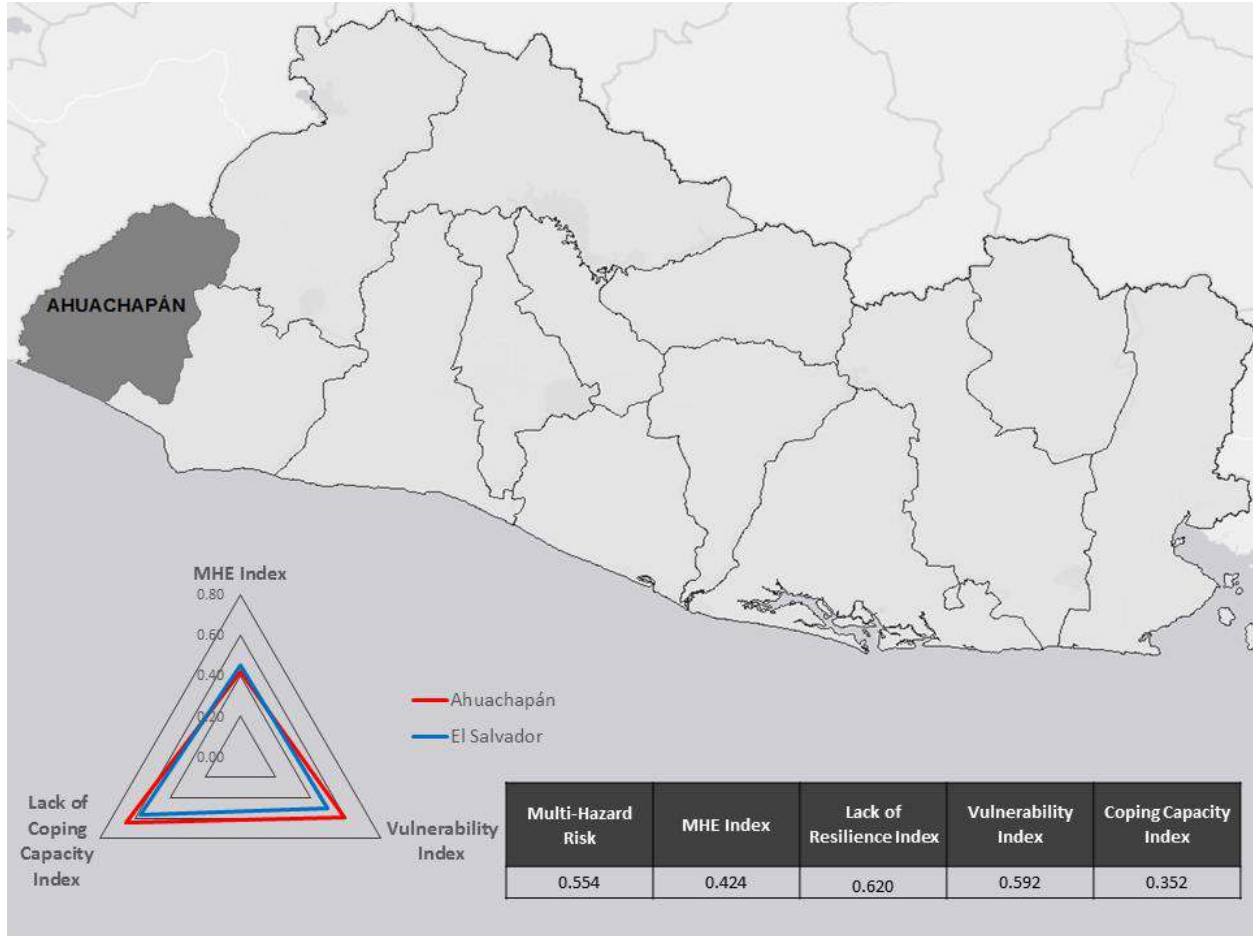 AHUACHAPÁN
MHE Index
0.80
0.60
0.40
0.20
0.00
Lack of
Coping
Capacity
Index
Vulnerability
Index
Ahuachapán
El Salvador
Multi-Hazard
Risk
MHE Index
Lack of
Resilience Index
Vulnerability
Index
Coping Capacity
Index
0.554
0.424
0.620
0.592
0.352